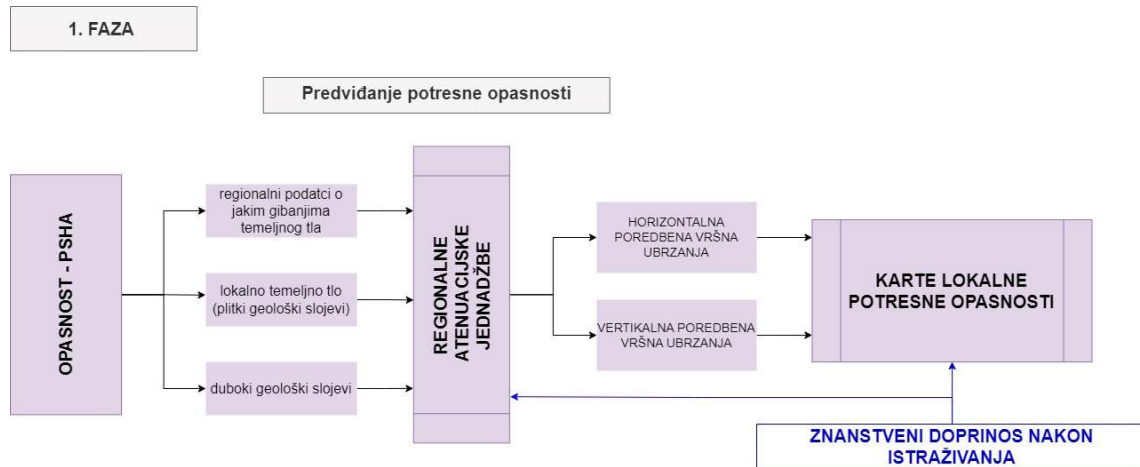 1. FAZA
Predviđanje potresne opasnosti
OPASNOST - PSHA
regionalni podatci o
jakim gibanjima
temeljnog tla
lokalno temeljno tlo
(plitki geološki slojevi)
duboki geološki slojevi
REGIONALNE
ATENUACIJSKE
JEDNADŽBE
HORIZONTALNA
POREDBENA VRŠNA
UBRZANJA
VERTIKALNA POREDBENA
VRŠNA UBRZANJA
KARTE LOKALNE
POTRESNE OPASNOSTI
ZNANSTVENI DOPRINOS NAKON
ISTRAŽIVANJA